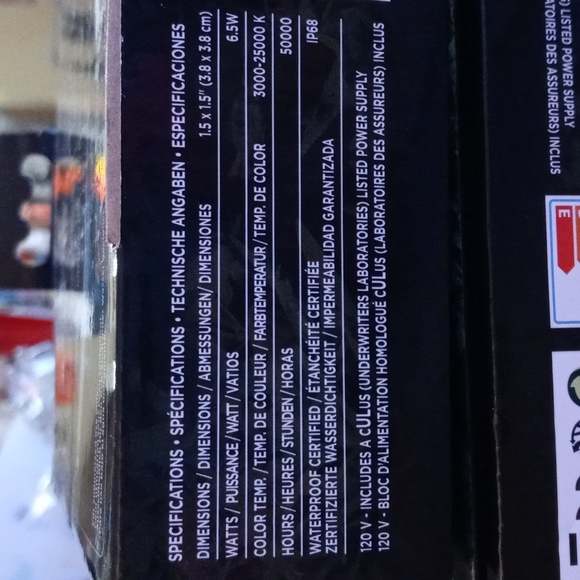 SPECIFICATIONS • SPÉCIFICATIONS • TECHNISCHE ANGABEN • ESPECIFICACIONES
DIMENSIONS / DIMENSIONS / ABMESSUNGEN / DIMENSIONES 1.5 x 1.5" (3.8 x 3.8 cm)
WATTS / PUISSANCE / WATT / VATIOS 6.5W
COLOR TEMP. / TEMP. DE COULEUR / FARBTEMPERATUR / TEMP. DE COLOR 3000-25000 K
HOURS / HEURES / STUNDEN / HORAS 50000
WATERPROOF CERTIFIED / ÉTANCHÉITÉ CERTIFIÉE IP68
ZERTIFIZIERTE WASSERDICHTIGKEIT / IMPERMEABILIDAD GARANTIZADA
120 V - INCLUDES A cULus (UNDERWRITERS LABORATORIES) LISTED POWER SUPPLY
120 V - BLOC D'ALIMENTATION HOMOLOGUÉ cULus (LABORATOIRES DES ASSUREURS) INCLUS
) LISTED POWER SUPPLY
ATOIRES DES ASSUREURS) INCLUS
E